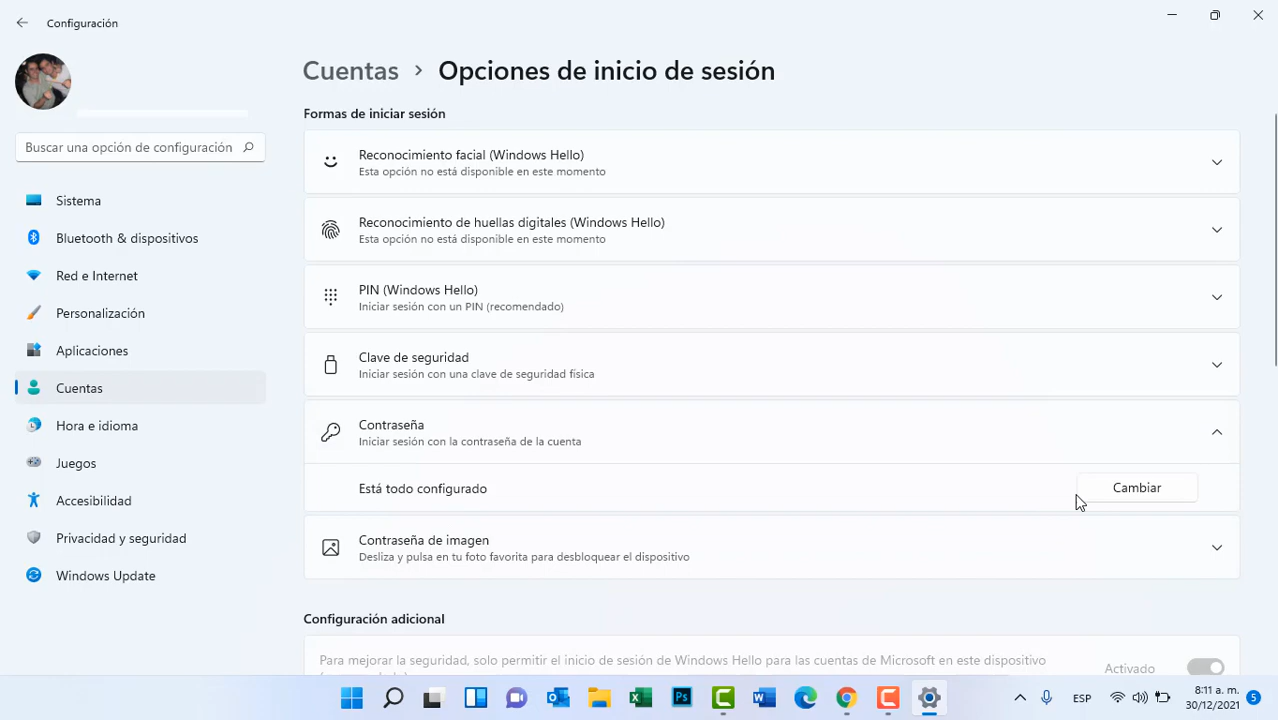 Configuración
Cuentas > Opciones de inicio de sesión
Formas de iniciar sesión
Buscar una opción de configuración
Sistema
Bluetooth & dispositivos
Red e Internet
Personalización
Aplicaciones
Cuentas
Hora e idioma
Juegos
Accesibilidad
Privacidad y seguridad
Windows Update
Reconocimiento facial (Windows Hello)
Esta opción no está disponible en este momento
Reconocimiento de huellas digitales (Windows Hello)
Esta opción no está disponible en este momento
PIN (Windows Hello)
Iniciar sesión con un PIN (recomendado)
Clave de seguridad
Iniciar sesión con una clave de seguridad física
Contraseña
Iniciar sesión con la contraseña de la cuenta
Está todo configurado
Cambiar
Contraseña de imagen
Desliza y pulsa en tu foto favorita para desbloquear el dispositivo
Configuración adicional
Para mejorar la seguridad, solo permitir el inicio de sesión de Windows Hello para las cuentas de Microsoft en este dispositivo
Activado
ESP
8:11 a. m.
30/12/2021
5